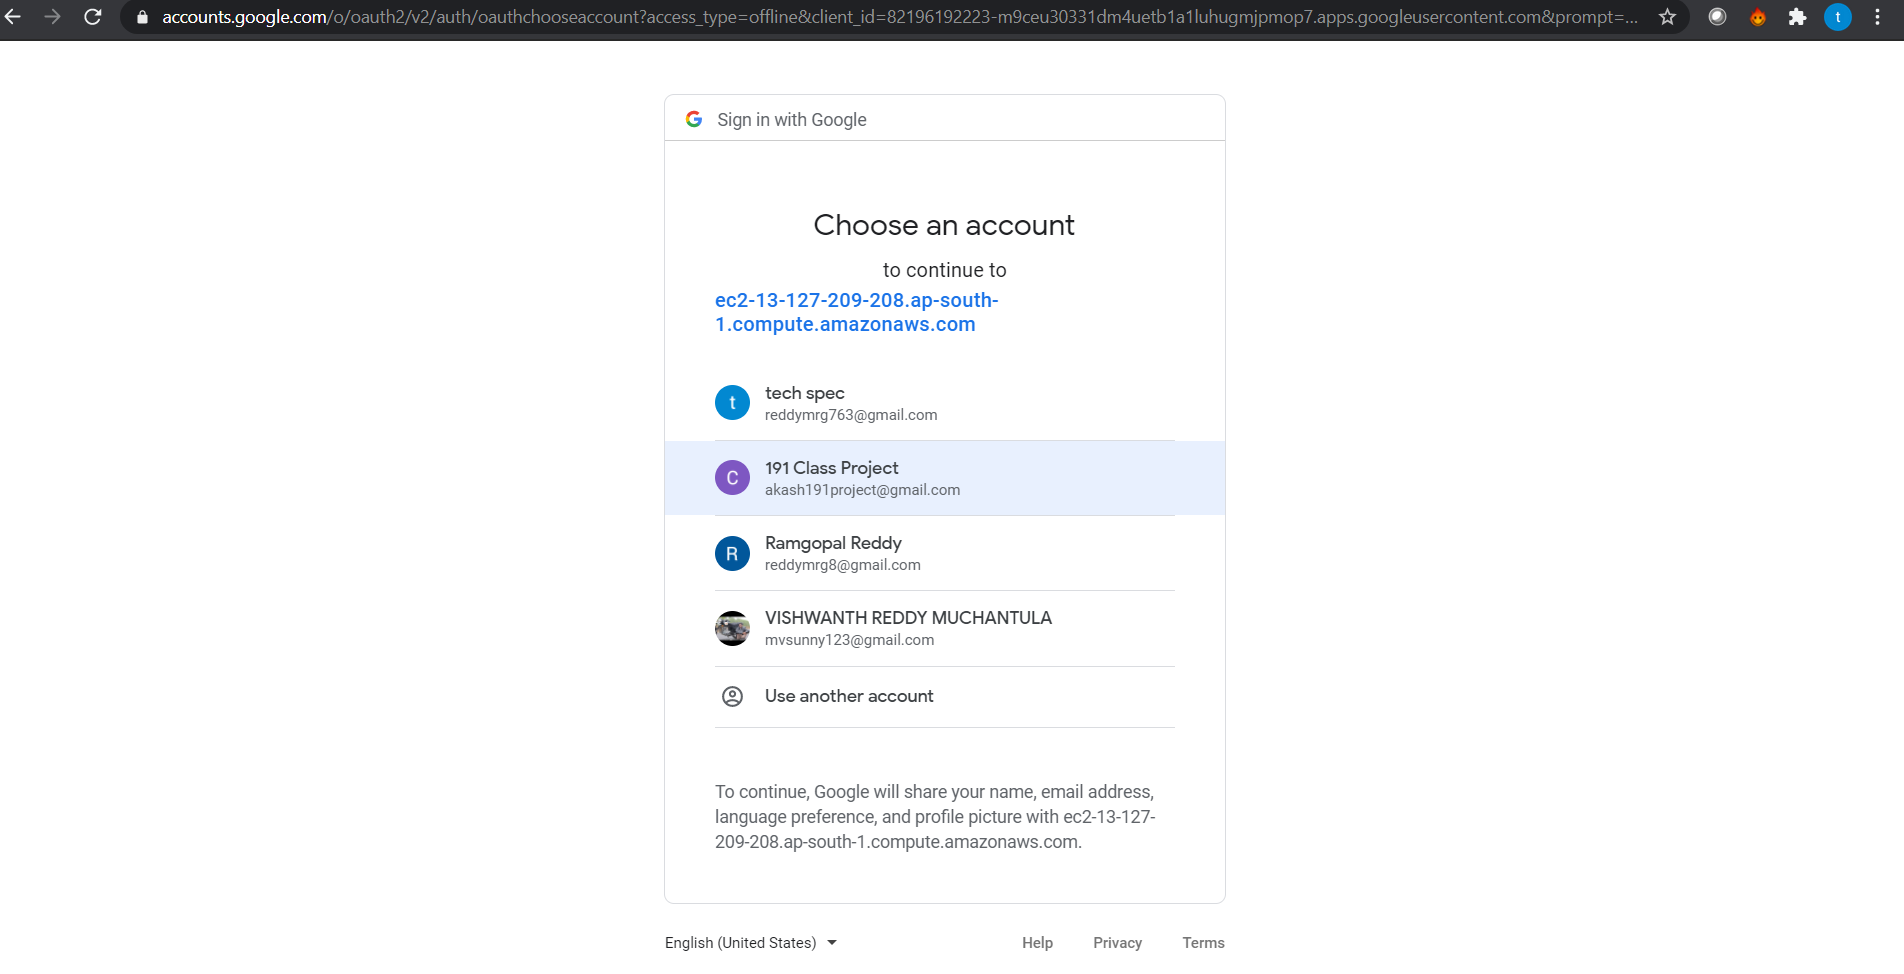 accounts.google.com/o/oauth2/v2/auth/oauthchooseaccount?access_type=offline&client_id=82196192223-m9ceu30331dm4uetb1a1luhugmjpmop7.apps.googleusercontent.com&prompt=...
t
Sign in with Google
Choose an account
to continue to
ec2-13-127-209-208.ap-south-
1.compute.amazonaws.com
t
tech spec
reddymrg763@gmail.com
C
191 Class Project
akash191project@gmail.com
R
Ramgopal Reddy
reddymrg8@gmail.com
VISHWANTH REDDY MUCHANTULA
mvsunny123@gmail.com
Use another account
To continue, Google will share your name, email address,
language preference, and profile picture with ec2-13-127-
209-208.ap-south-1.compute.amazonaws.com.
English (United States)
Help Privacy Terms